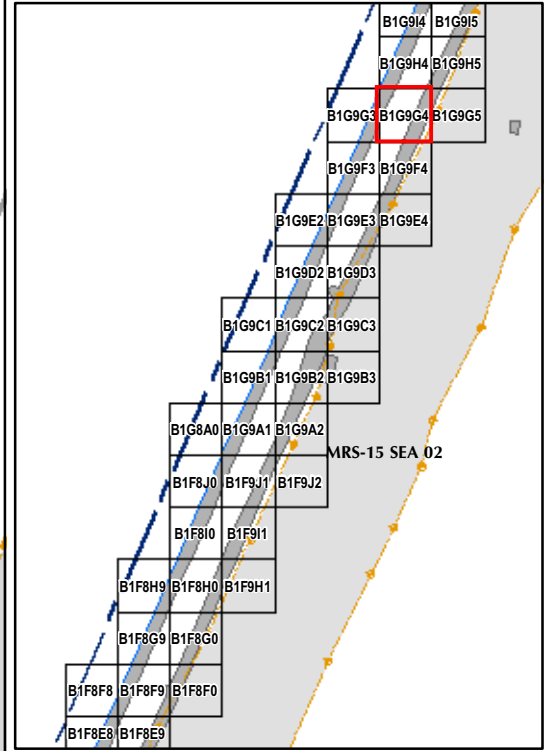 B1G9I4 B1G9I5
B1G9H4 B1G9H5
B1G9G3 B1G9G4 B1G9G5
B1G9F3 B1G9F4
B1G9E2 B1G9E3 B1G9E4
B1G9D2 B1G9D3
B1G9C1 B1G9C2 B1G9C3
B1G9B1 B1G9B2 B1G9B3
B1G8A0 B1G9A1 B1G9A2
MRS-15 SEA 02
B1F8J0 B1F9J1 B1F9J2
B1F8I0 B1F9I1
B1F8H9 B1F8H0 B1F9H1
B1F8G9 B1F8G0
B1F8F8 B1F8F9 B1F8F0
B1F8E8 B1F8E9